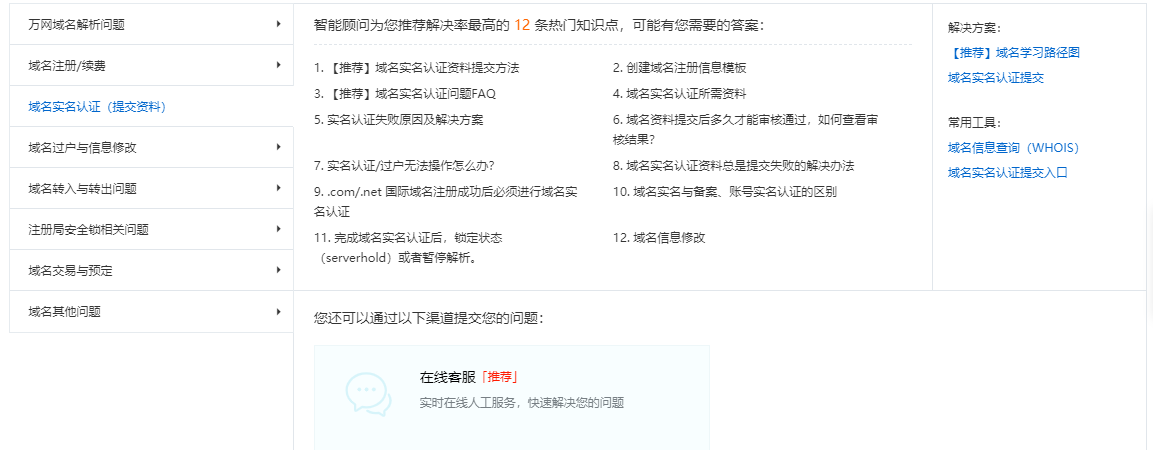 万网域名解析问题
域名注册/续费
域名实名认证（提交资料）
域名过户与信息修改
域名转入与转出问题
注册局安全锁相关问题
域名交易与预定
域名其他问题
智能顾问为您推荐解决率最高的 12 条热门知识点，可能有您需要的答案：
1. 【推荐】域名实名认证资料提交方法
2. 创建域名注册信息模板
3. 【推荐】域名实名认证问题FAQ
4. 域名实名认证所需资料
5. 实名认证失败原因及解决方案
6. 域名资料提交后多久才能审核通过，如何查看审
核结果？
7. 实名认证/过户无法操作怎么办?
8. 域名实名认证资料总是提交失败的解决办法
9. .com/.net 国际域名注册成功后必须进行域名实
名认证
10. 域名实名与备案、账号实名认证的区别
11. 完成域名实名认证后，锁定状态
（serverhold）或者暂停解析。
12. 域名信息修改
解决方案：
【推荐】域名学习路径图
域名实名认证提交
常用工具：
域名信息查询（WHOIS）
域名实名认证提交入口
您还可以通过以下渠道提交您的问题：
在线客服「推荐」
实时在线人工服务，快速解决您的问题